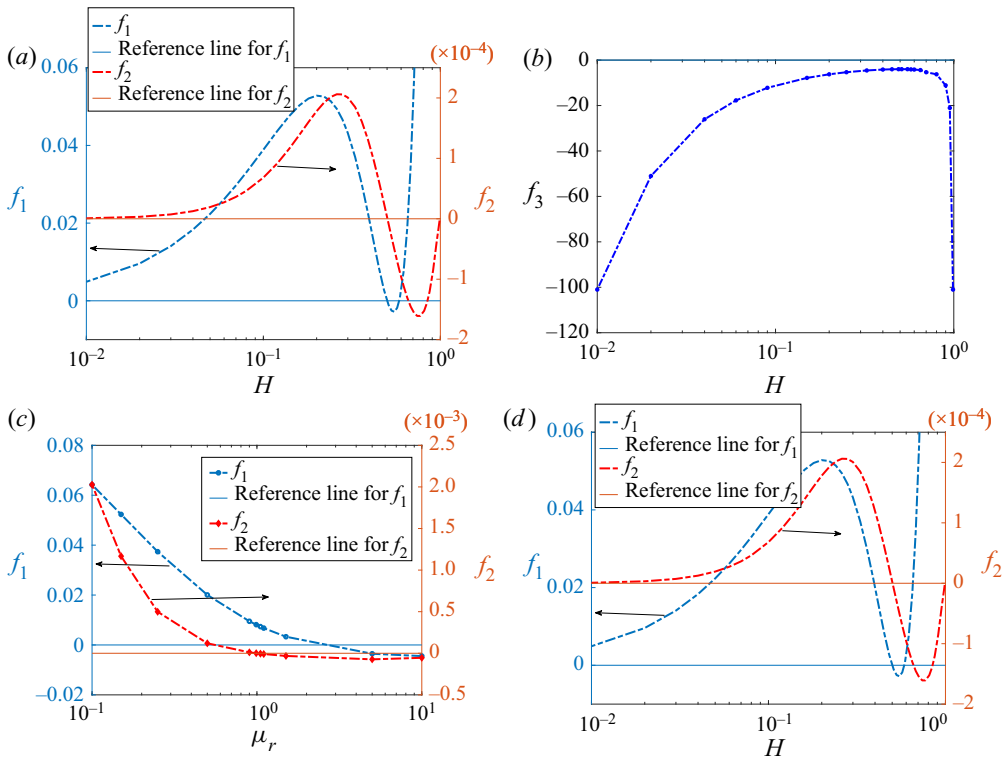 (a)
f1
Reference line for f1
f2
Reference line for f2
(×10–4)
0.06
0.04
0.02
0
f1
2
1
0
–1
–2
f2
10–2
10–1
100
H
(b)
0
–20
–40
–60
–80
–100
–120
f3
10–2
10–1
100
H
(c)
(×10–3)
0.08
0.06
0.04
0.02
0
–0.02
f1
f1
Reference line for f1
f2
Reference line for f2
2.5
2.0
1.5
1.0
0.5
0
–0.5
f2
10–1
100
101
μr
(d)
f1
Reference line for f1
f2
Reference line for f2
(×10–4)
0.06
0.04
0.02
0
f1
2
1
0
–1
–2
f2
10–2
10–1
100
H